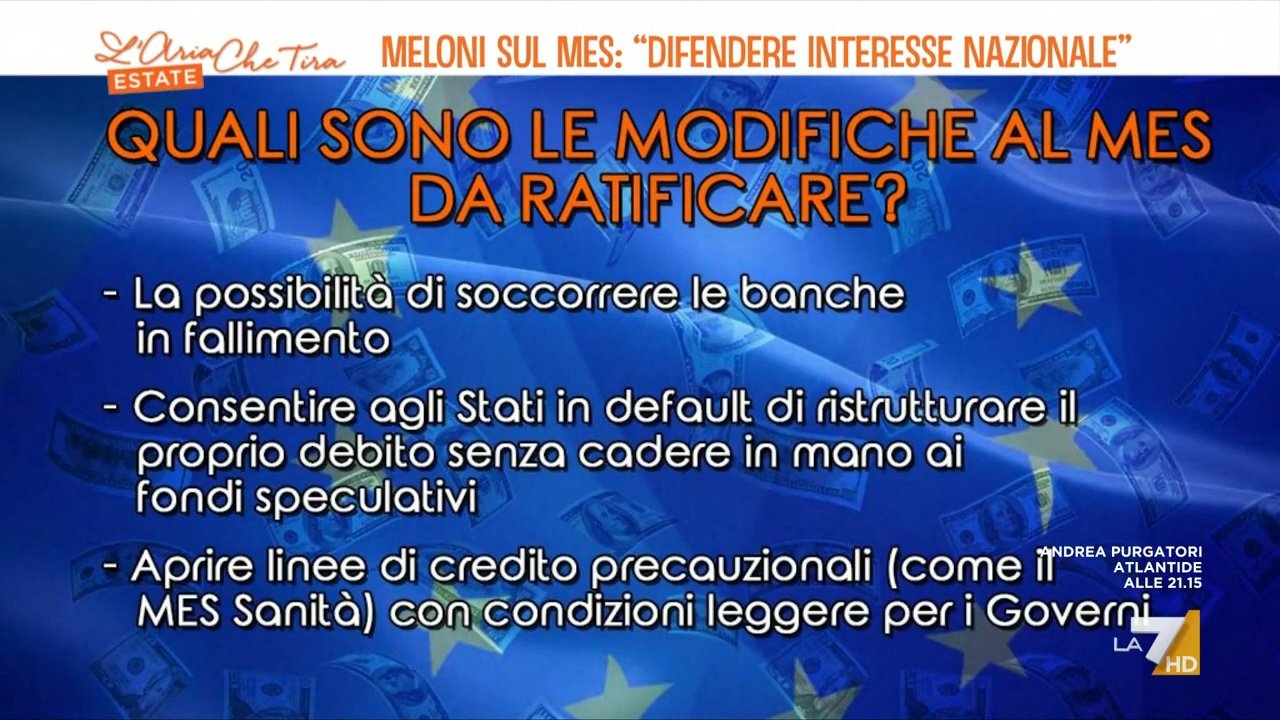 L'Aria Che Tira
ESTATE
MELONI SUL MES: “DIFENDERE INTERESSE NAZIONALE”
QUALI SONO LE MODIFICHE AL MES
DA RATIFICARE?
- La possibilità di soccorrere le banche
in fallimento
- Consentire agli Stati in default di ristrutturare il
proprio debito senza cadere in mano ai
fondi speculativi
- Aprire linee di credito precauzionali (come il
MES Sanità) con condizioni leggere per i Governi
ANDREA PURGATORI
ATLANTIDE
ALLE 21.15
LA 7 HD